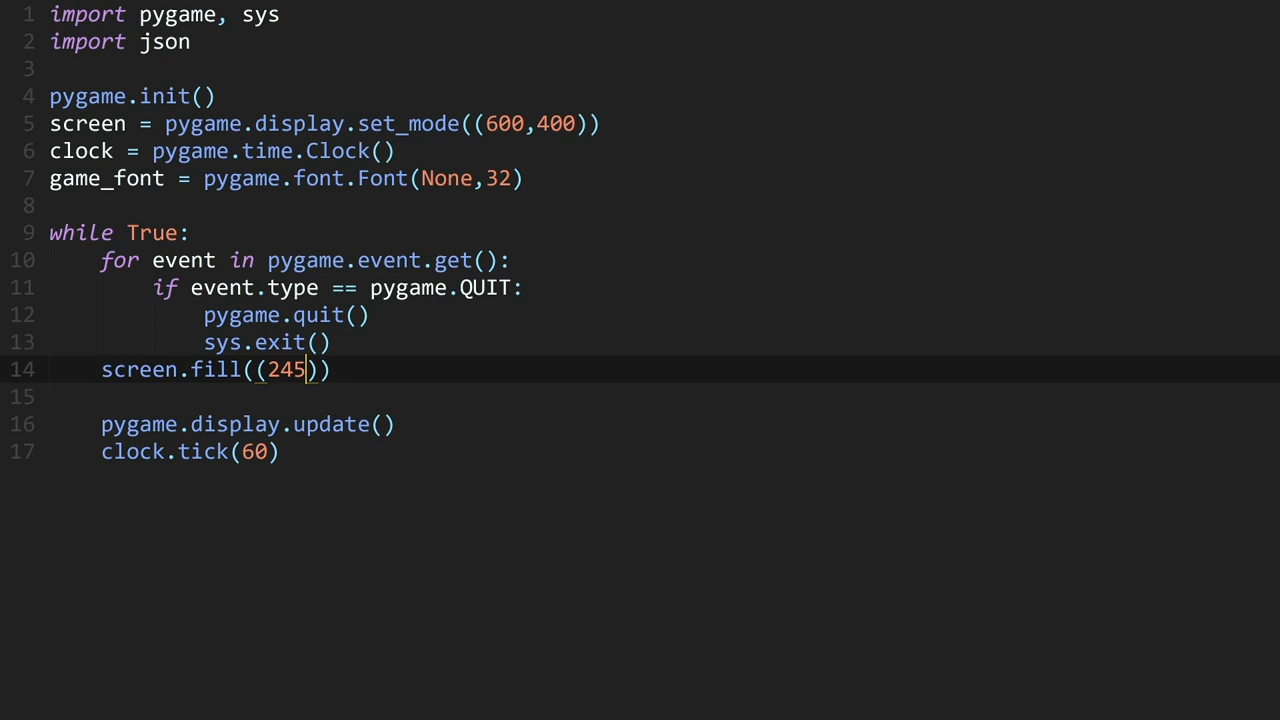 1 import pygame, sys
2 import json
3
4 pygame.init()
5 screen = pygame.display.set_mode((600,400))
6 clock = pygame.time.Clock()
7 game_font = pygame.font.Font(None,32)
8
9 while True:
10     for event in pygame.event.get():
11         if event.type == pygame.QUIT:
12             pygame.quit()
13             sys.exit()
14     screen.fill((245))
15
16     pygame.display.update()
17     clock.tick(60)